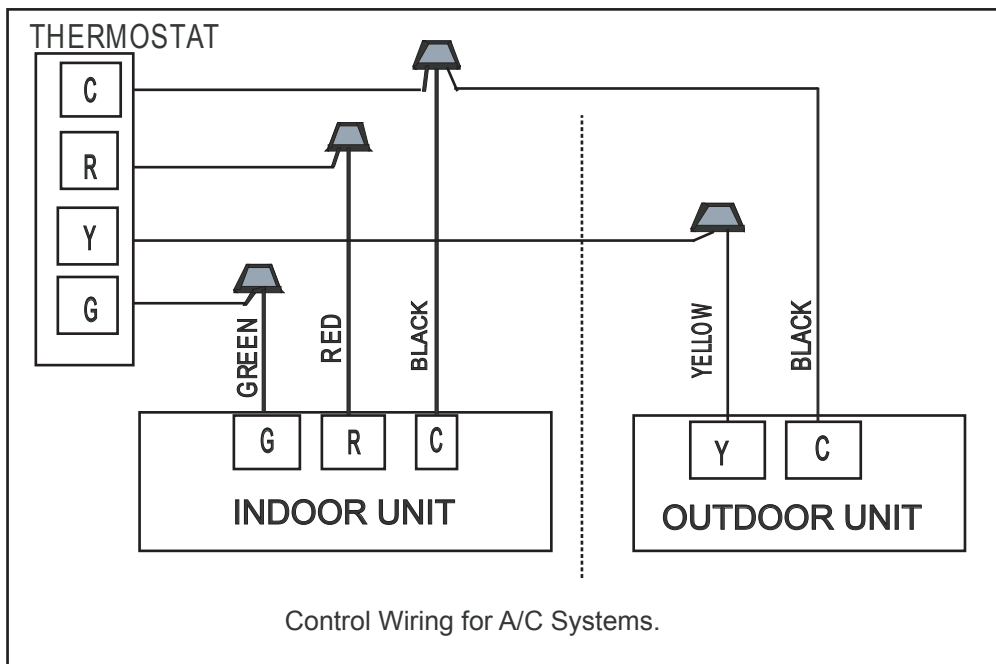 THERMOSTAT
C
R
Y
G
GREEN
RED
BLACK
YELLOW
BLACK
G R C
INDOOR UNIT
Y C
OUTDOOR UNIT
Control Wiring for A/C Systems.